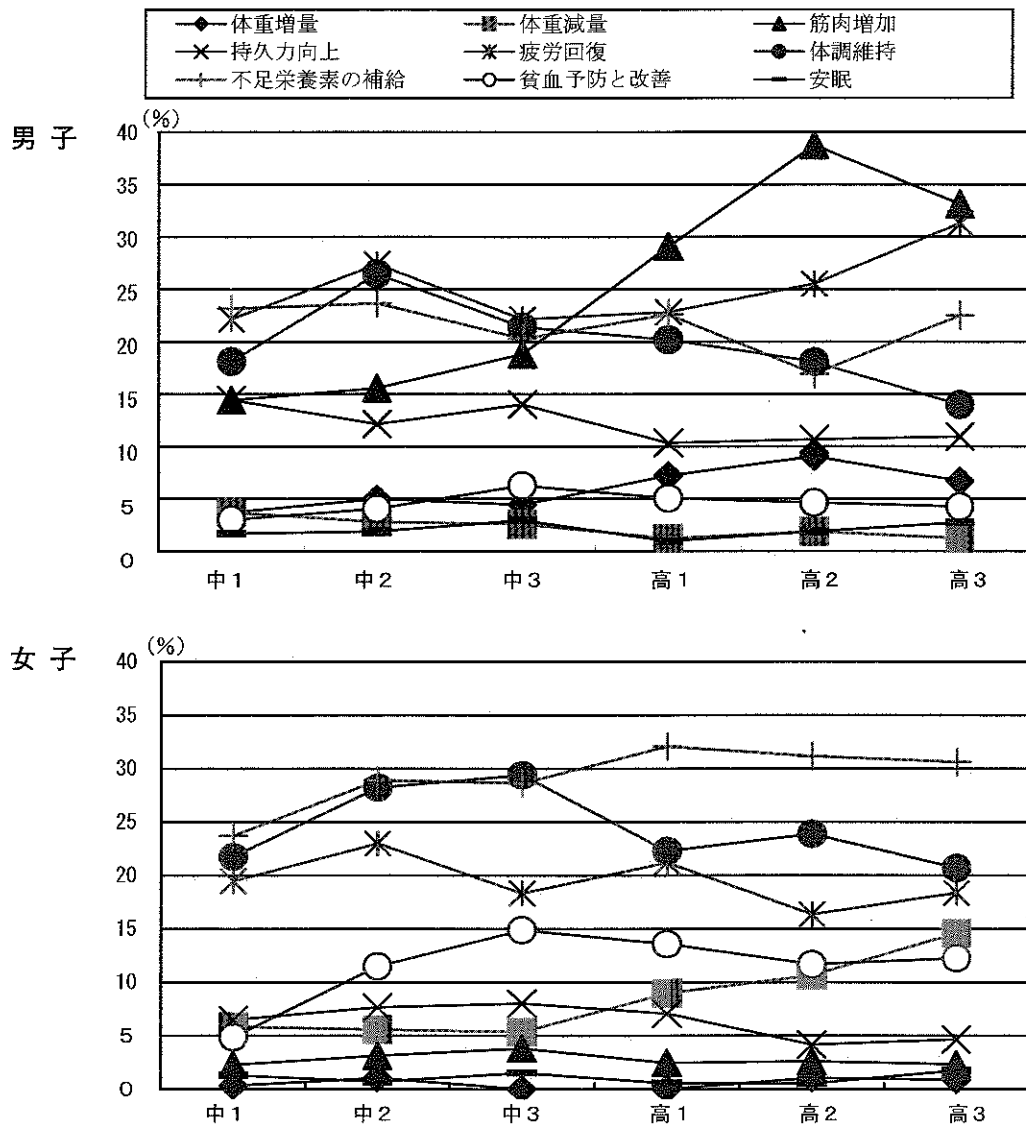 体重増量 体重減量 筋肉増加
持久力向上 疲労回復 体調維持
不足栄養素の補給 貧血予防と改善 安眠
男子
(%)
40
35
30
25
20
15
10
5
0
中1 中2 中3 高1 高2 高3
女子
(%)
40
35
30
25
20
15
10
5
0
中1 中2 中3 高1 高2 高3